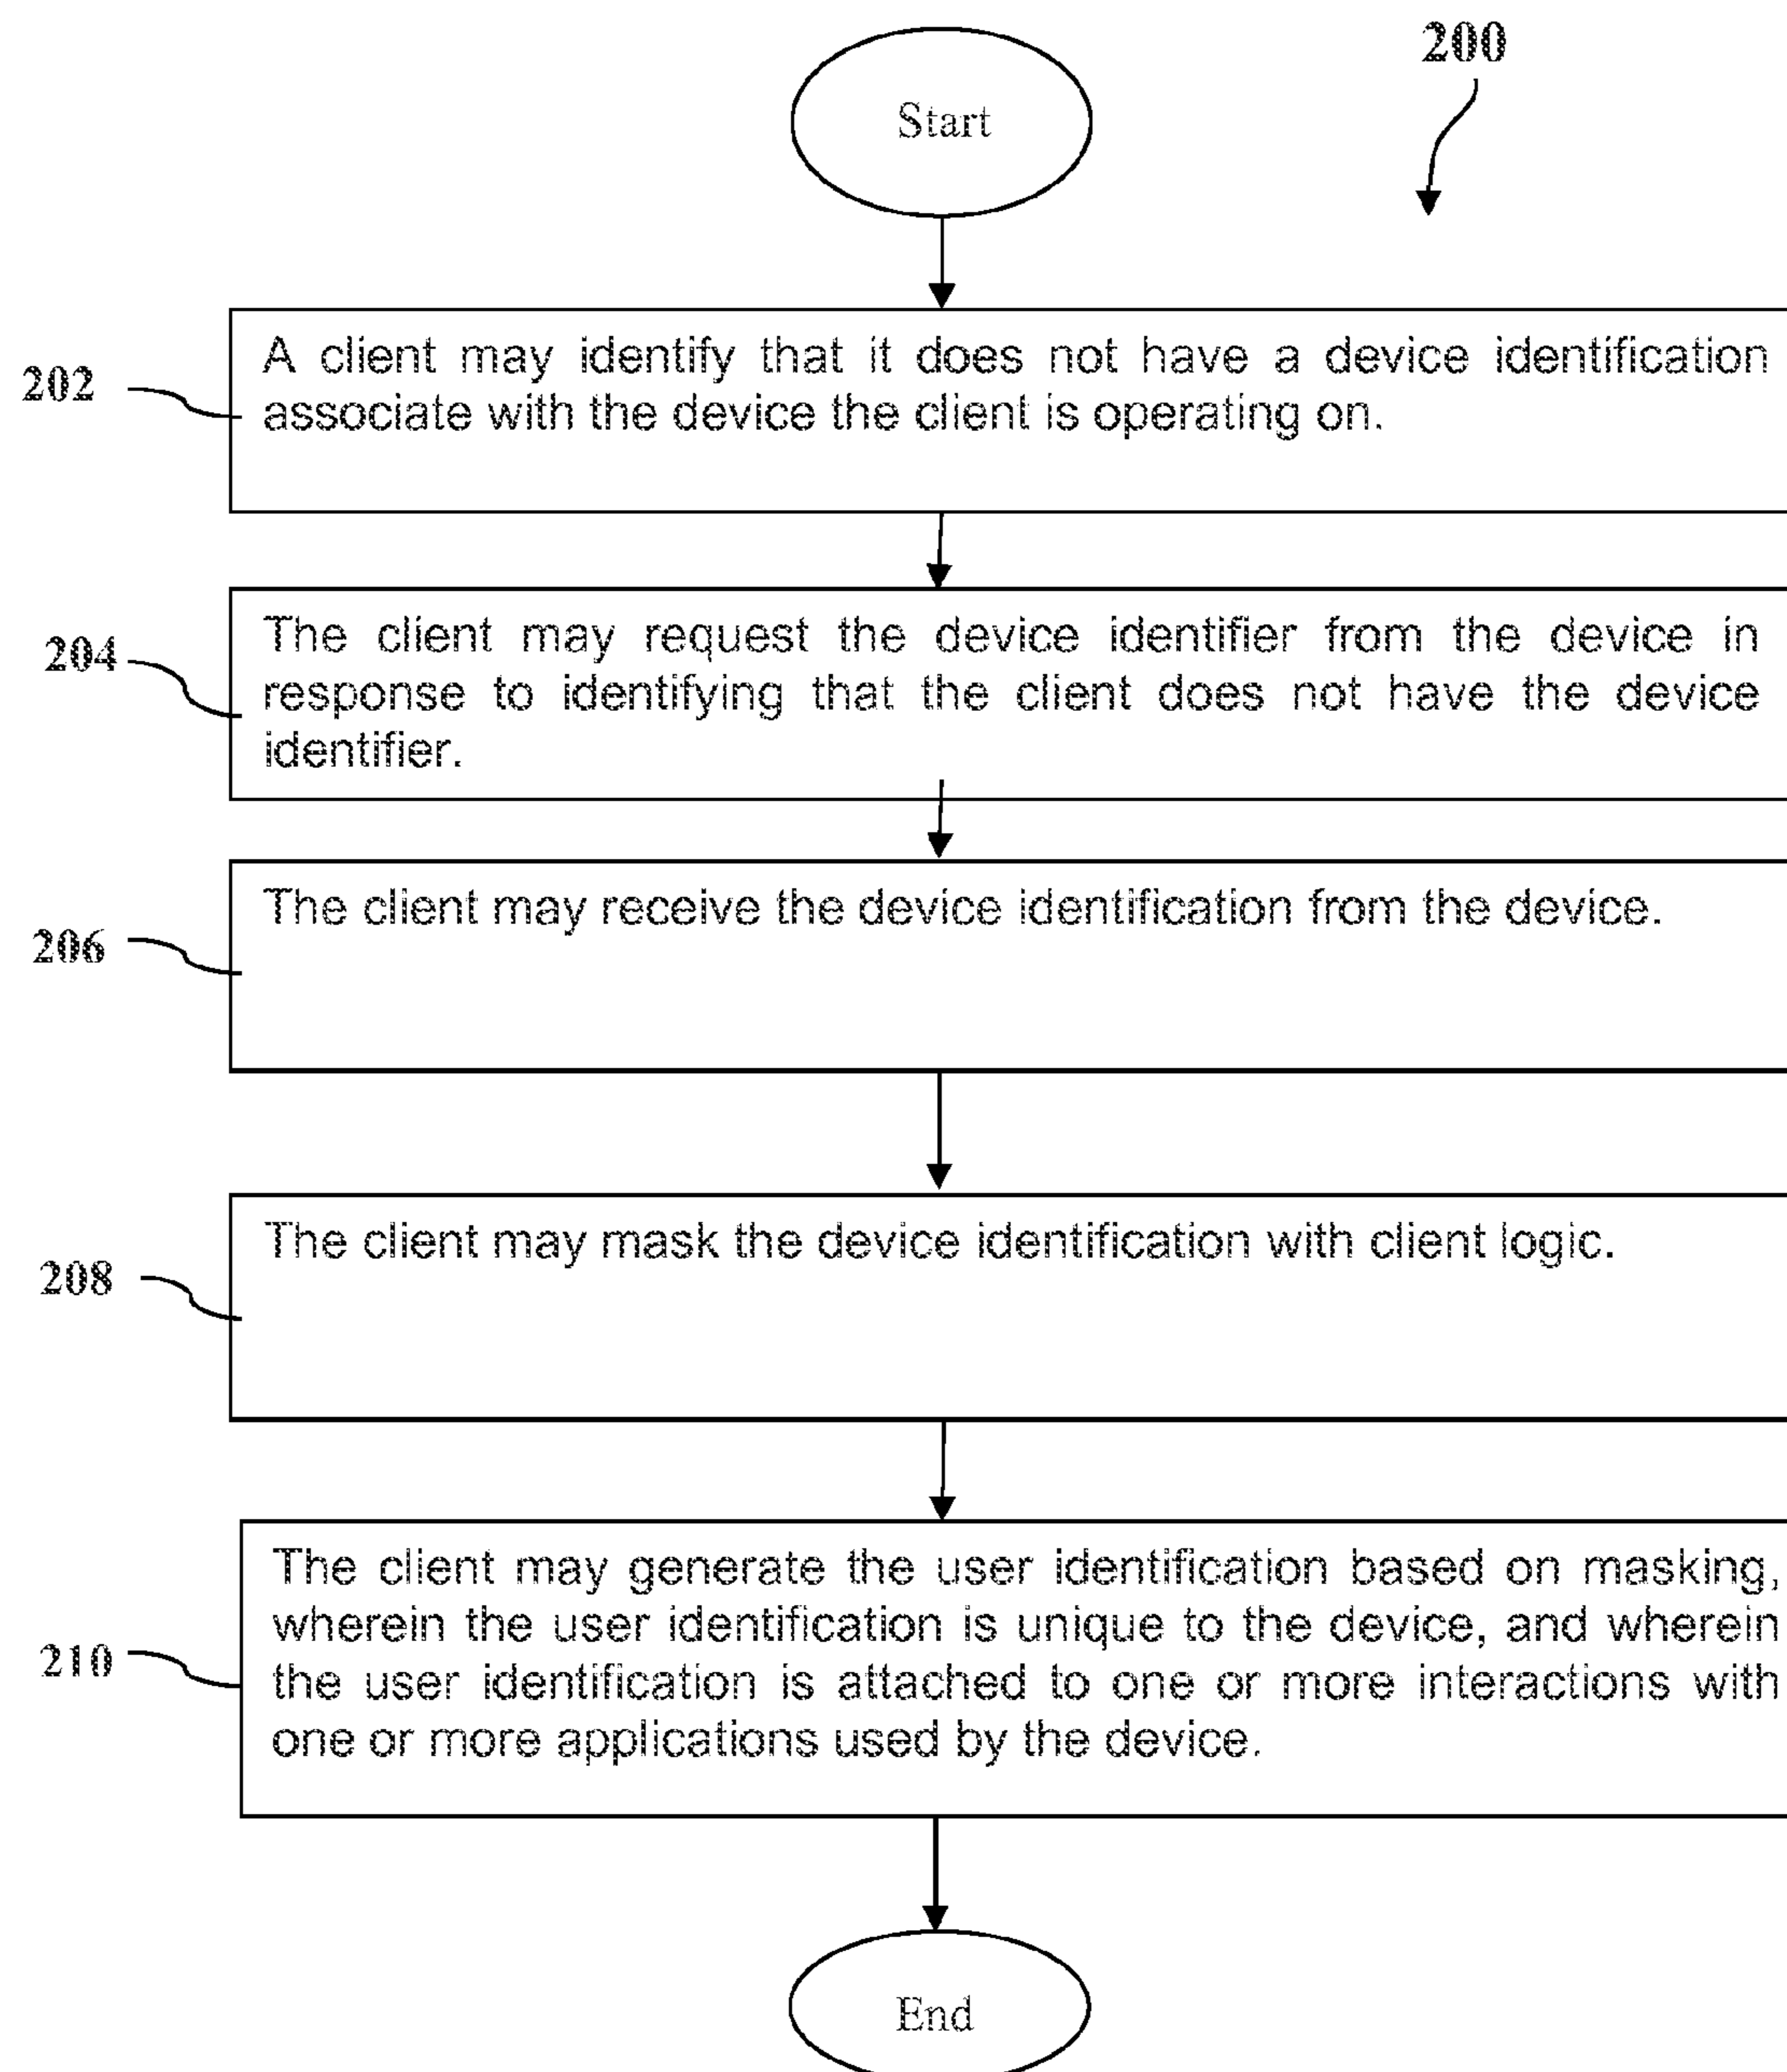 200
Start
202
A client may identify that it does not have a device identification
associate with the device the client is operating on.
204
The client may request the device identifier from the device in
response to identifying that the client does not have the device
identifier.
206
The client may receive the device identification from the device.
208
The client may mask the device identification with client logic.
210
The client may generate the user identification based on masking,
wherein the user identification is unique to the device, and wherein
the user identification is attached to one or more interactions with
one or more applications used by the device.
End